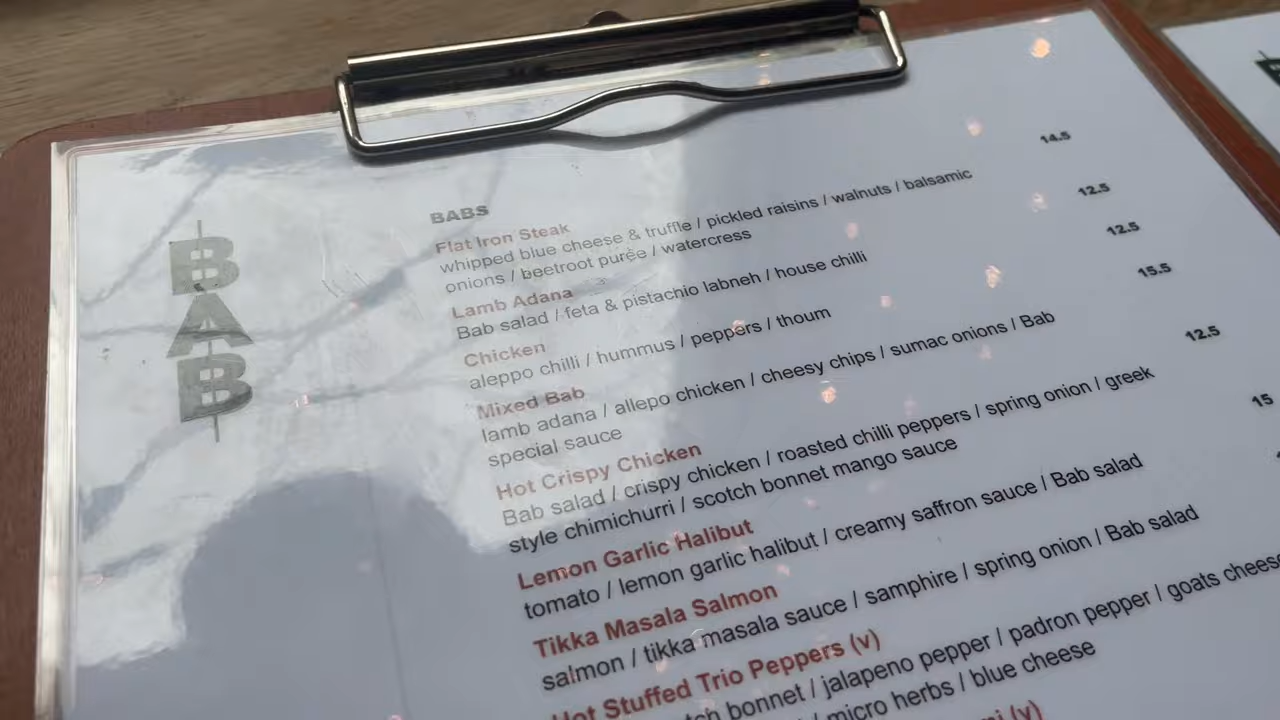 BAB
BABS
Flat Iron Steak 14.5
whipped blue cheese & truffle / pickled raisins / walnuts / balsamic
onions / beetroot purèe / watercress
Lamb Adana 12.5
Bab salad / feta & pistachio labneh / house chilli
Chicken 12.5
aleppo chilli / hummus / peppers / thoum
Mixed Bab 15.5
lamb adana / allepo chicken / cheesy chips / sumac onions / Bab
special sauce
Hot Crispy Chicken 12.5
Bab salad / crispy chicken / roasted chilli peppers / spring onion / greek
style chimichurri / scotch bonnet mango sauce
Lemon Garlic Halibut 15
tomato / lemon garlic halibut / creamy saffron sauce / Bab salad
Tikka Masala Salmon
salmon / tikka masala sauce / samphire / spring onion / Bab salad
Hot Stuffed Trio Peppers (v)
bonnet / jalapeno pepper / padron pepper / goats cheese
/ micro herbs / blue cheese
(v)